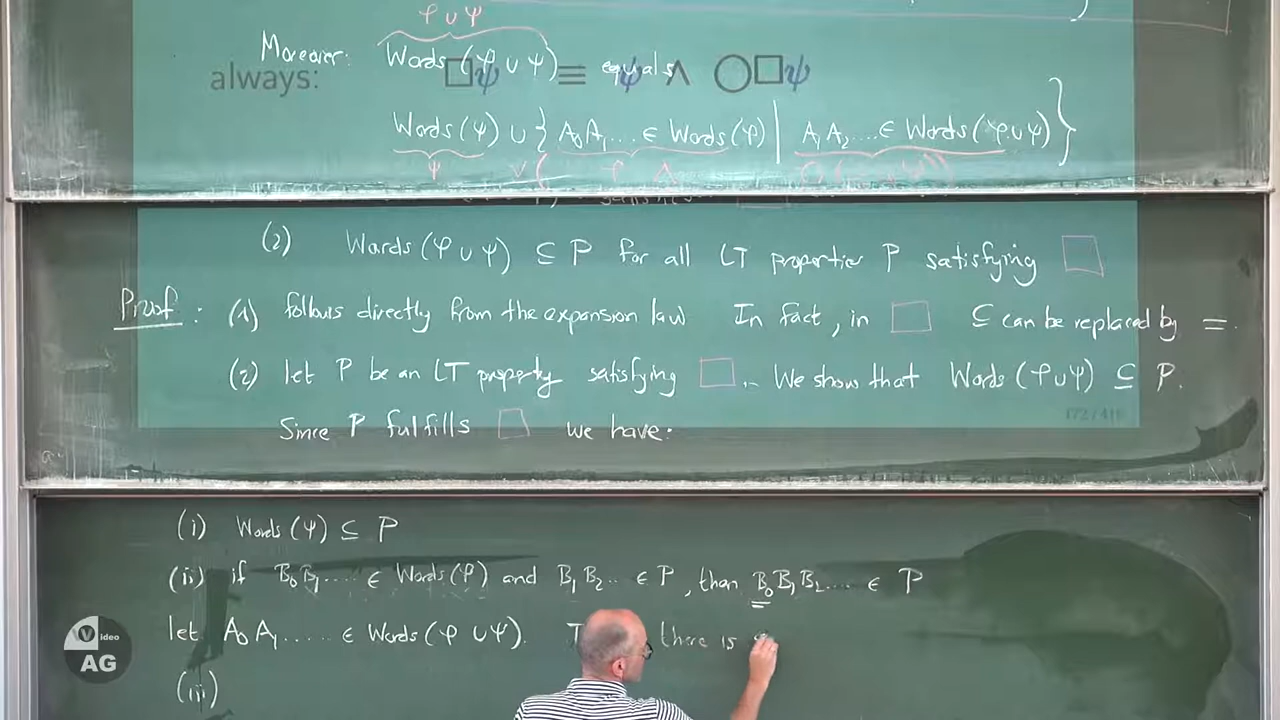 φ ∪ ψ
Moreover: Words (φ ∪ ψ) equals
always: □ψ ≡ ψ ∧ ◯□ψ
Words (ψ) ∪ { A₀A₁.... ∈ Words (φ) | A₁A₂.... ∈ Words (φ∪ψ) }
ψ ∨ ( φ ∧
(2) Words (φ ∪ ψ) ⊆ P for all LT properties P satisfying □
Proof: (1) follows directly from the expansion law In fact, in □ ⊆ can be replaced by =.
(2) let P be an LT property satisfying □. We show that Words (φ∪ψ) ⊆ P.
172 / 416
Since P fulfills □ we have:
(i) Words (ψ) ⊆ P
(ii) if B₀B₁.... ∈ Words (φ) and B₁B₂.. ∈ P, then B₀B₁B₂.... ∈ P
let A₀A₁..... ∈ Words (φ ∪ ψ). there is
(iii)
Video
AG